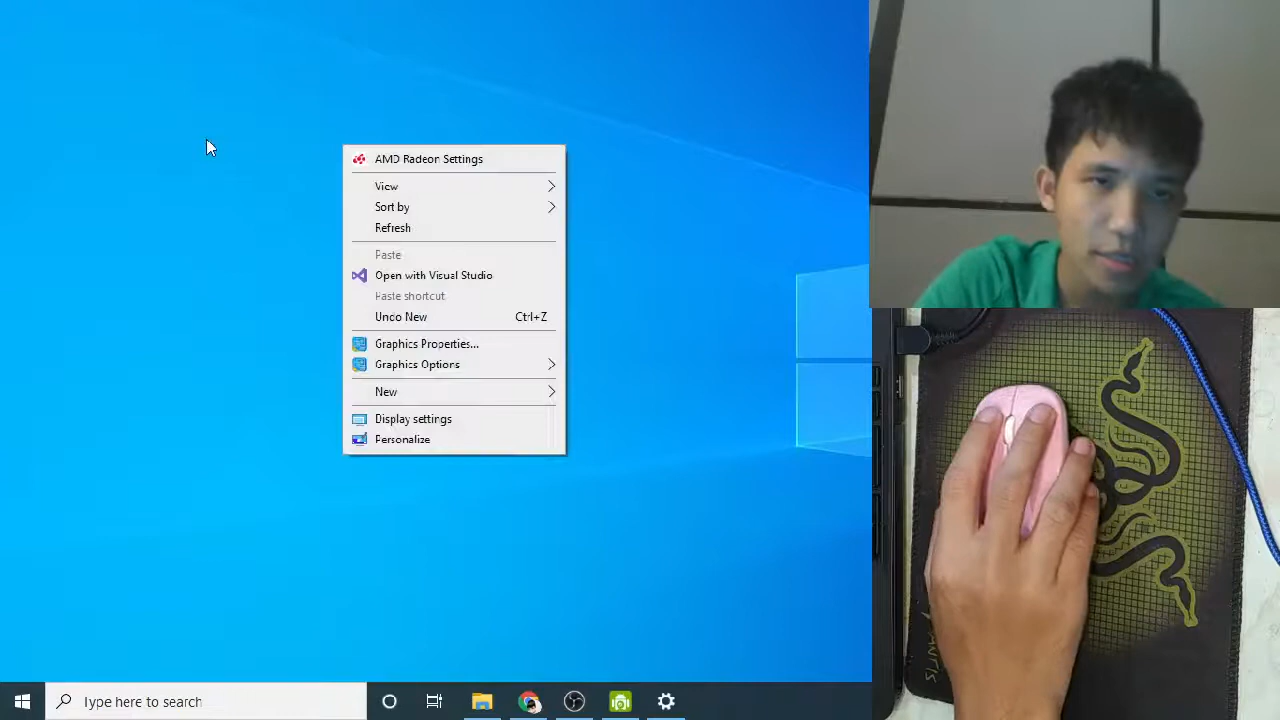 AMD Radeon Settings
View
Sort by
Refresh
Paste
Open with Visual Studio
Paste shortcut
Undo New Ctrl+Z
Graphics Properties...
Graphics Options
New
Display settings
Personalize
Type here to search